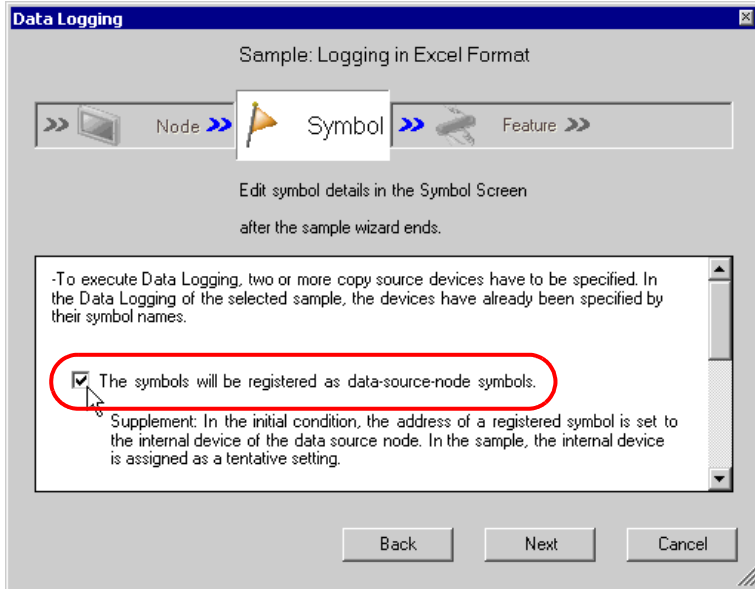 Data Logging
Sample: Logging in Excel Format
Node
Symbol
Feature
Edit symbol details in the Symbol Screen
after the sample wizard ends.
-To execute Data Logging, two or more copy source devices have to be specified. In
the Data Logging of the selected sample, the devices have already been specified by
their symbol names.
The symbols will be registered as data-source-node symbols.
Supplement: In the initial condition, the address of a registered symbol is set to
the internal device of the data source node. In the sample, the internal device
is assigned as a tentative setting.
Back Next Cancel